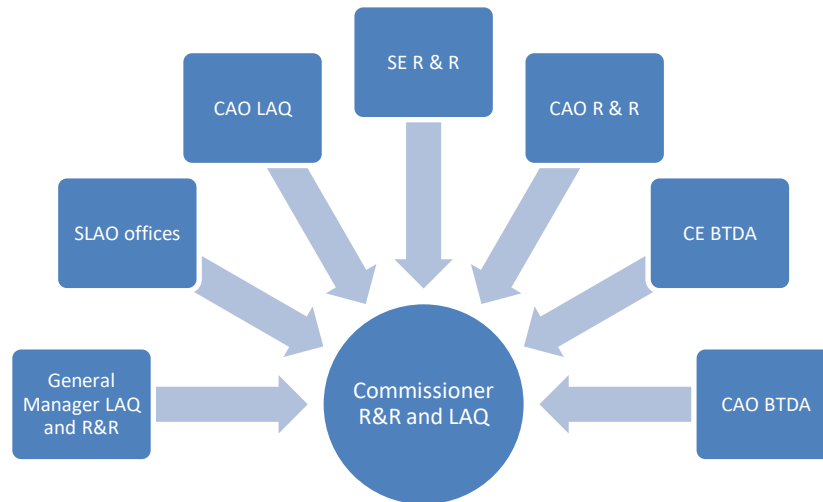 SE R & R
CAO LAQ
CAO R & R
SLAO offices
CE BTDA
General
Manager LAQ
and R&R
Commissioner
R&R and LAQ
CAO BTDA